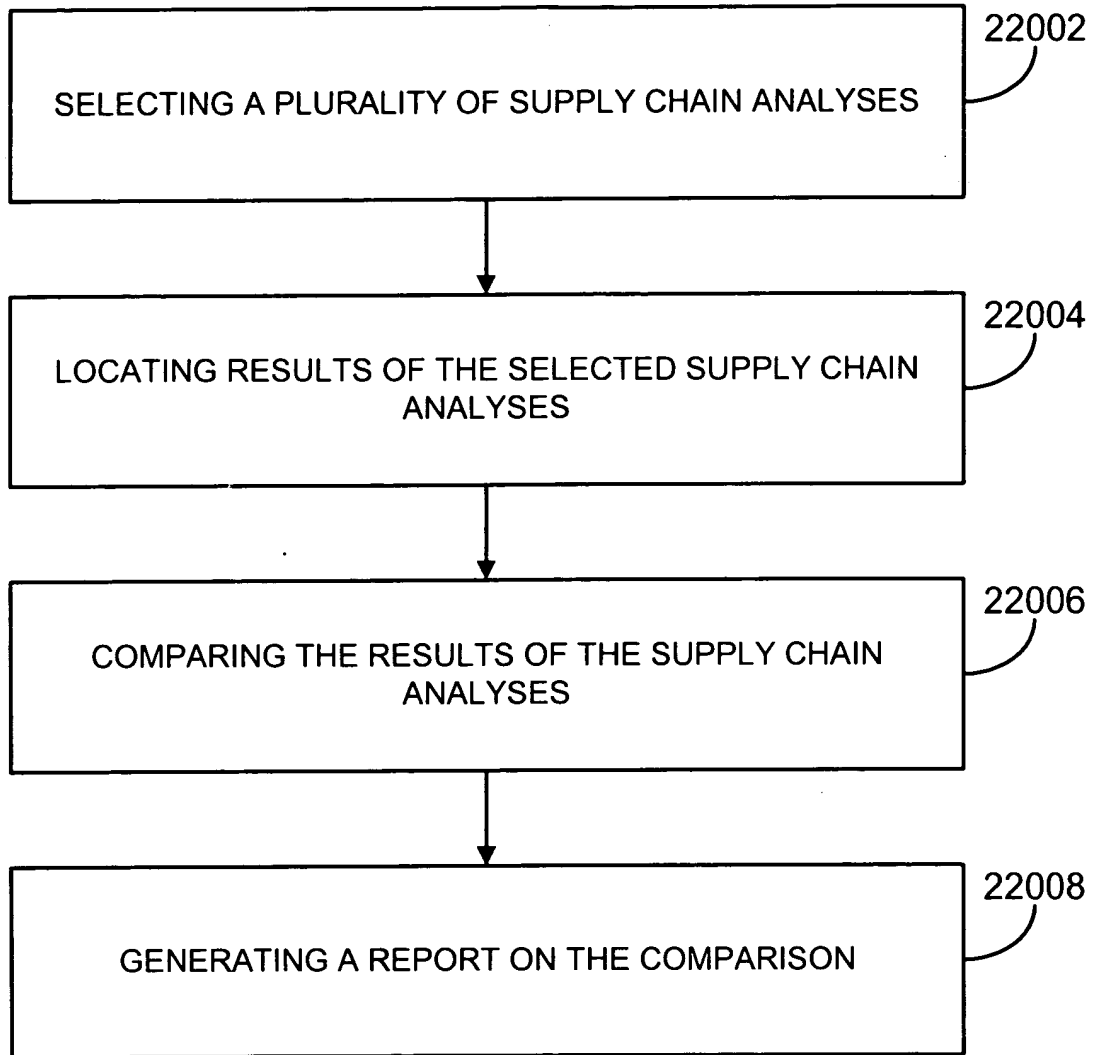 22002
SELECTING A PLURALITY OF SUPPLY CHAIN ANALYSES
22004
LOCATING RESULTS OF THE SELECTED SUPPLY CHAIN
ANALYSES
22006
COMPARING THE RESULTS OF THE SUPPLY CHAIN
ANALYSES
22008
GENERATING A REPORT ON THE COMPARISON